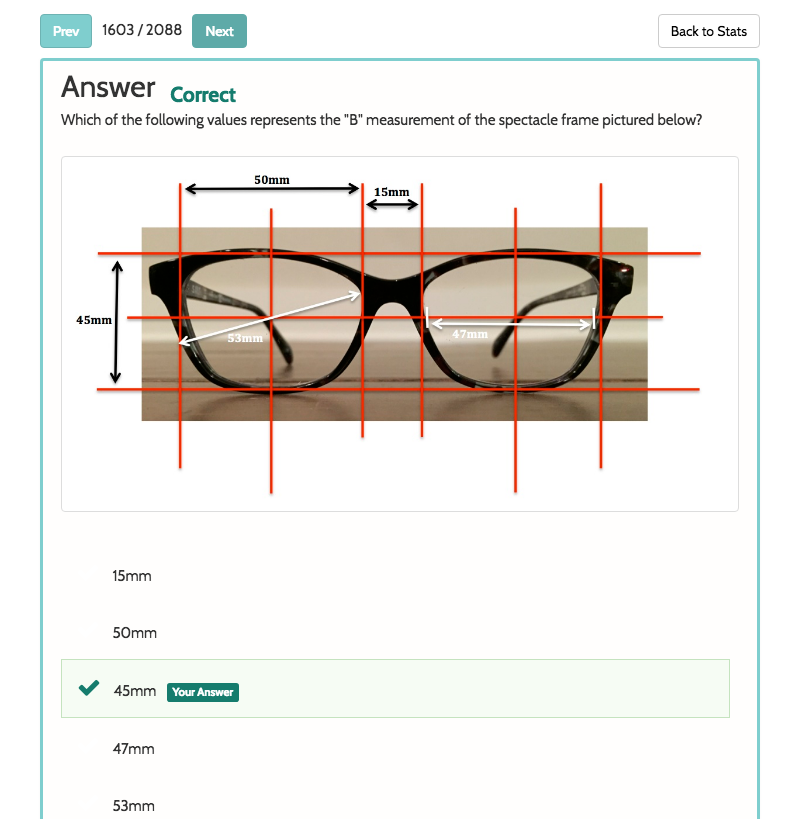 Prev 1603 / 2088 Next Back to Stats
Answer Correct
Which of the following values represents the "B" measurement of the spectacle frame pictured below?
50mm
15mm
45mm
53mm
47mm
15mm
50mm
45mm Your Answer
47mm
53mm